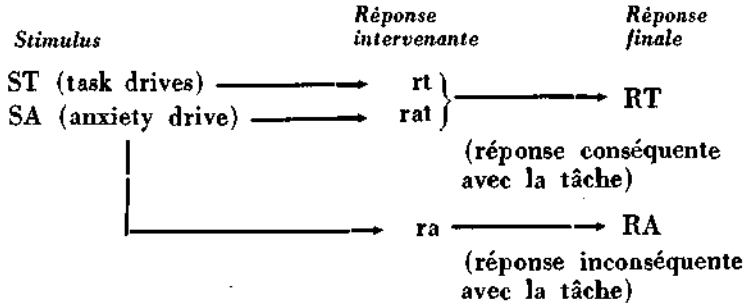 Stimulus
Réponse
intervenante
Réponse
finale
ST (task drives)
rt
SA (anxiety drive)
rat
RT
(réponse conséquente
avec la tâche)
ra
RA
(réponse inconséquente
avec la tâche)